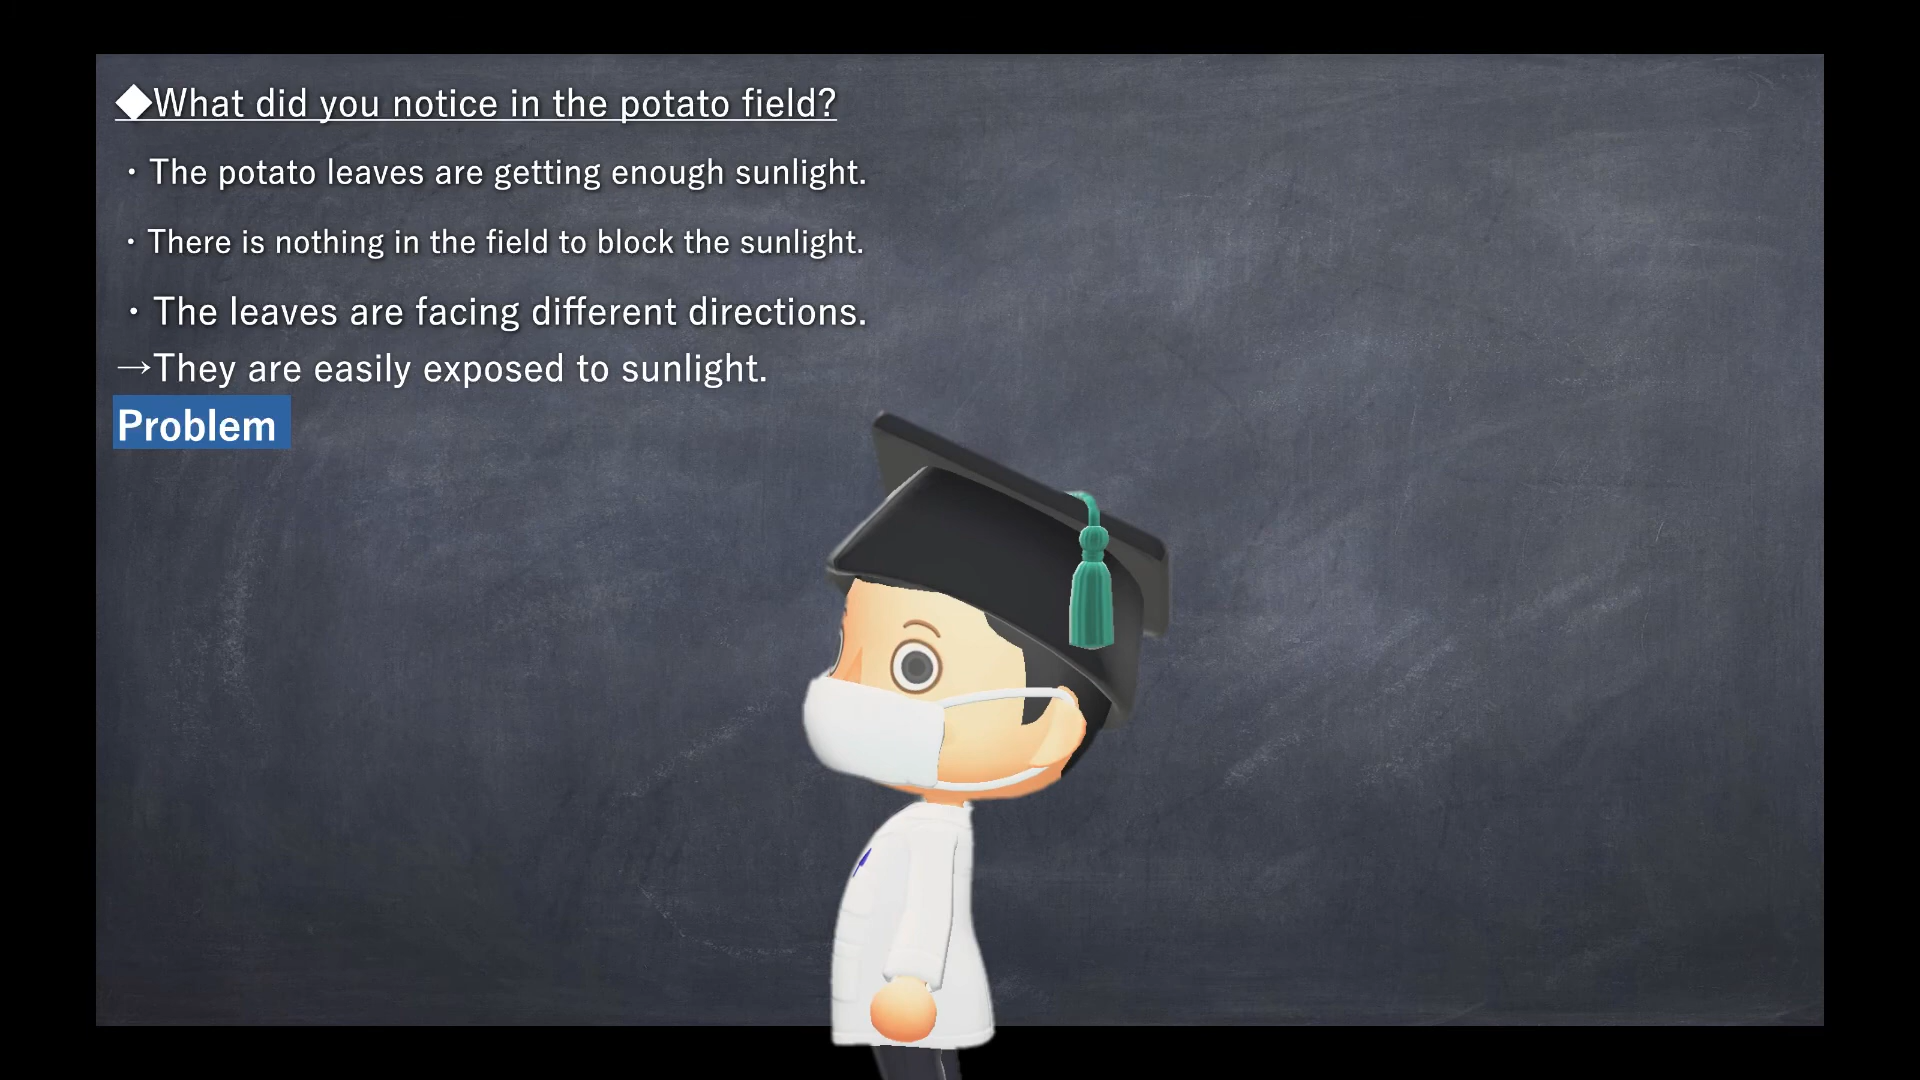 ◆What did you notice in the potato field?
・The potato leaves are getting enough sunlight.
・There is nothing in the field to block the sunlight.
・The leaves are facing different directions.
→They are easily exposed to sunlight.
Problem